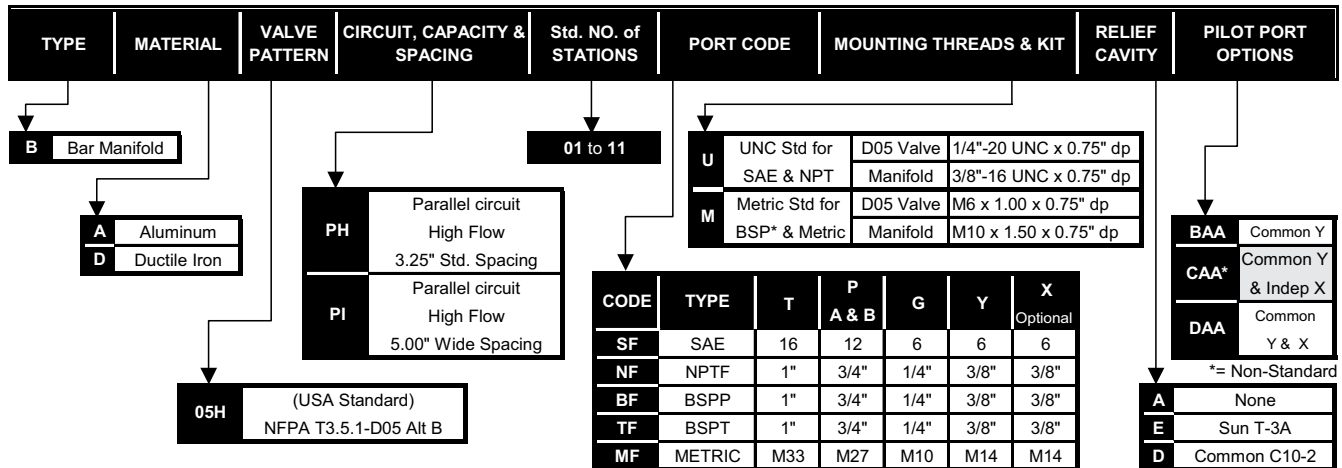 TYPE MATERIAL VALVE PATTERN CIRCUIT, CAPACITY & SPACING Std. NO. of STATIONS PORT CODE MOUNTING THREADS & KIT RELIEF CAVITY PILOT PORT OPTIONS
B Bar Manifold
A Aluminum
D Ductile Iron
05H (USA Standard)
NFPA T3.5.1-D05 Alt B
PH Parallel circuit
High Flow
3.25" Std. Spacing
PI Parallel circuit
High Flow
5.00" Wide Spacing
01 to 11
U UNC Std for D05 Valve 1/4"-20 UNC x 0.75" dp
SAE & NPT Manifold 3/8"-16 UNC x 0.75" dp
M Metric Std for D05 Valve M6 x 1.00 x 0.75" dp
BSP* & Metric Manifold M10 x 1.50 x 0.75" dp
CODE TYPE T P A & B G Y X Optional
SF SAE 16 12 6 6 6
NF NPTF 1" 3/4" 1/4" 3/8" 3/8"
BF BSPP 1" 3/4" 1/4" 3/8" 3/8"
TF BSPT 1" 3/4" 1/4" 3/8" 3/8"
MF METRIC M33 M27 M10 M14 M14
BAA Common Y
CAA* Common Y
& Indep X
DAA Common
Y & X
*= Non-Standard
A None
E Sun T-3A
D Common C10-2